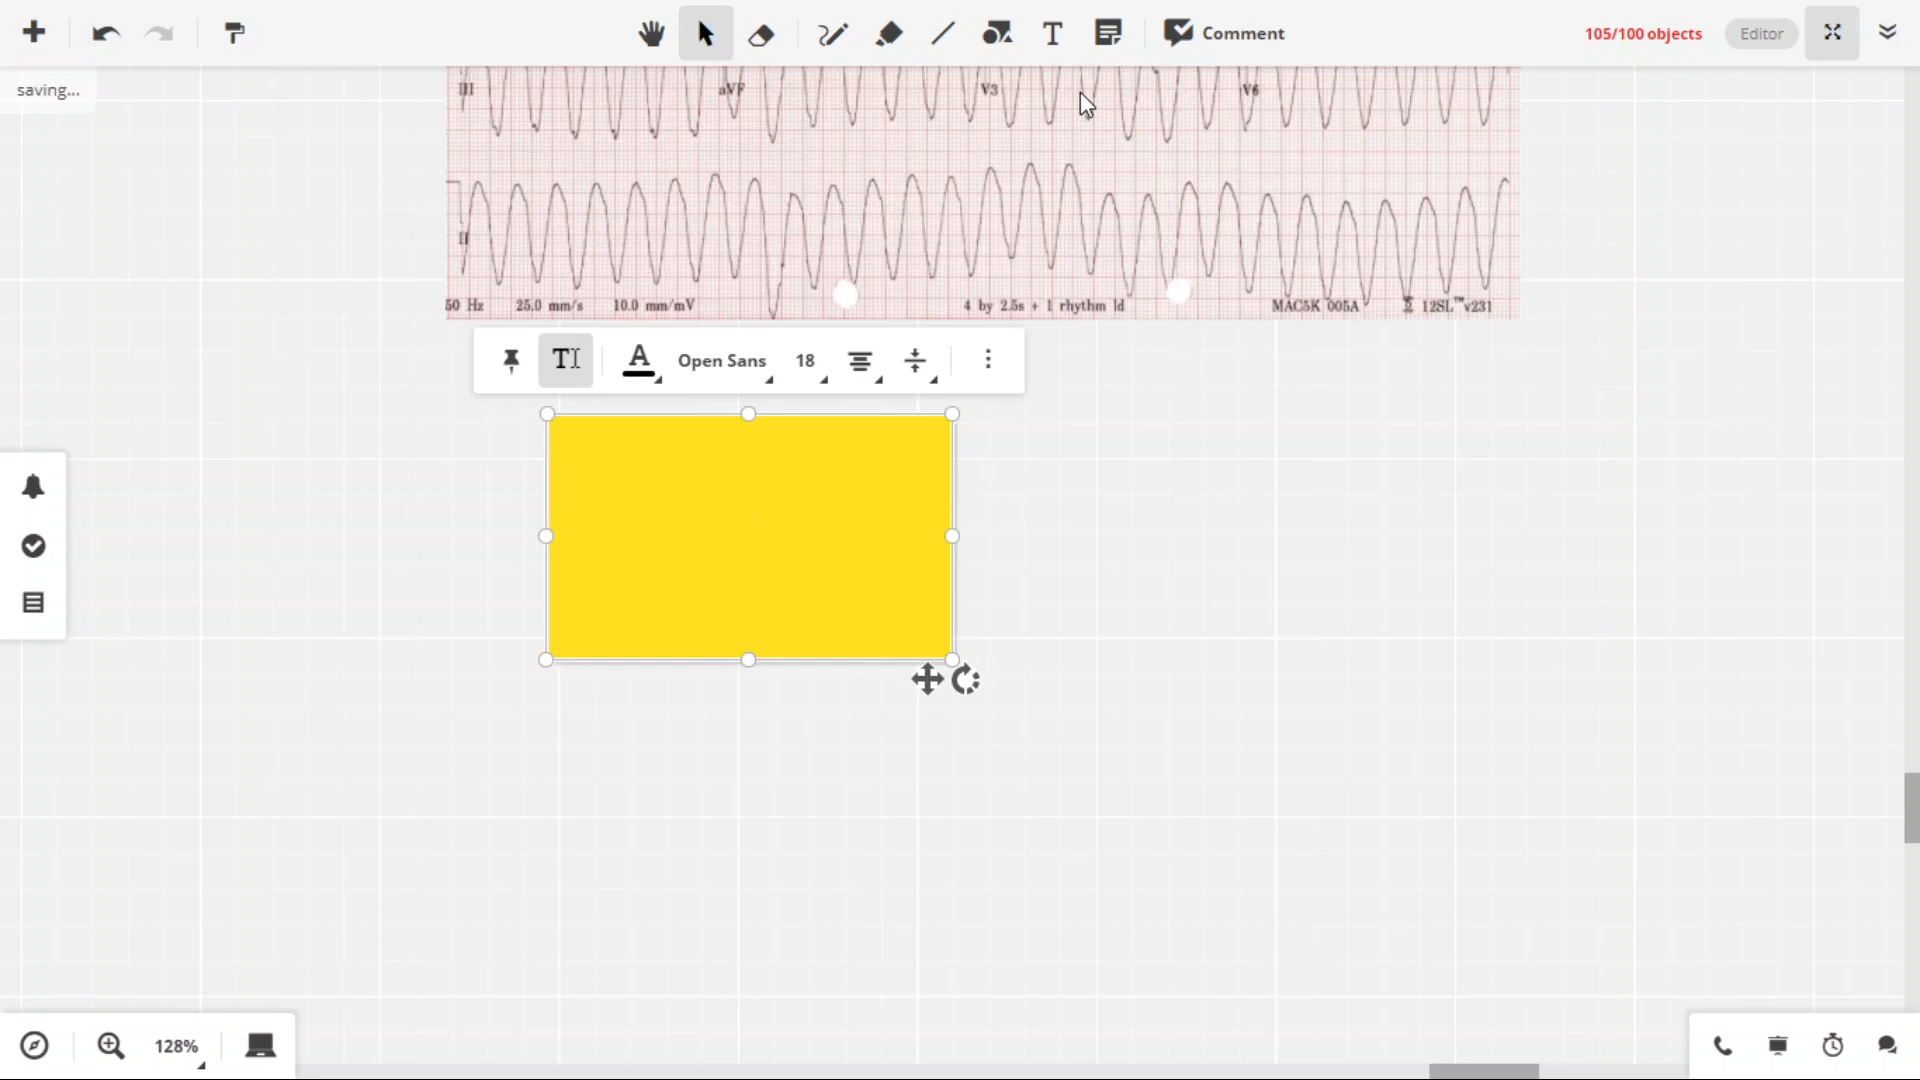 Comment
105/100 objects
Editor
saving...
III aVF V3 V6
II
50 Hz 25.0 mm/s 10.0 mm/mV 4 by 2.5s + 1 rhythm ld MAC5K 005A 12SL™v231
TI A Open Sans 18
128%